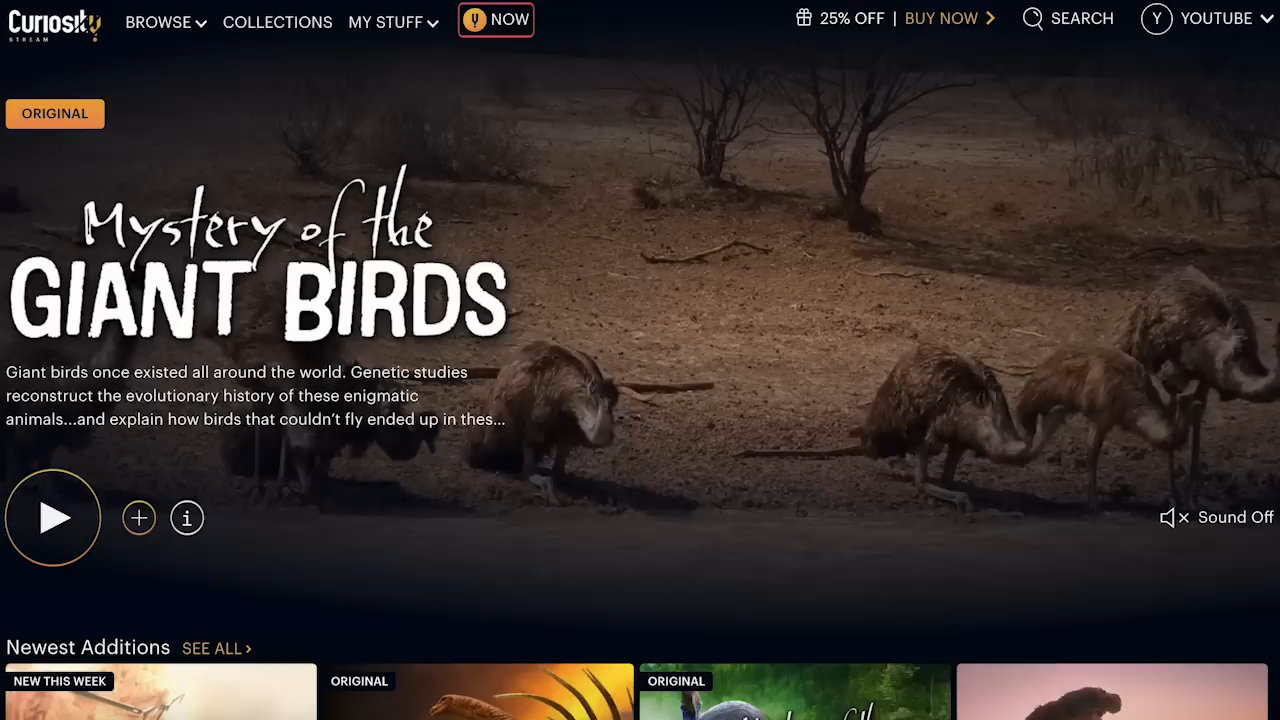 Curiosity
STREAM
BROWSE
COLLECTIONS
MY STUFF
NOW
25% OFF | BUY NOW
SEARCH
Y
YOUTUBE
ORIGINAL
Mystery of the
GIANT BIRDS
Giant birds once existed all around the world. Genetic studies
reconstruct the evolutionary history of these enigmatic
animals...and explain how birds that couldn't fly ended up in thes...
i
Sound Off
Newest Additions SEE ALL
NEW THIS WEEK
ORIGINAL
ORIGINAL